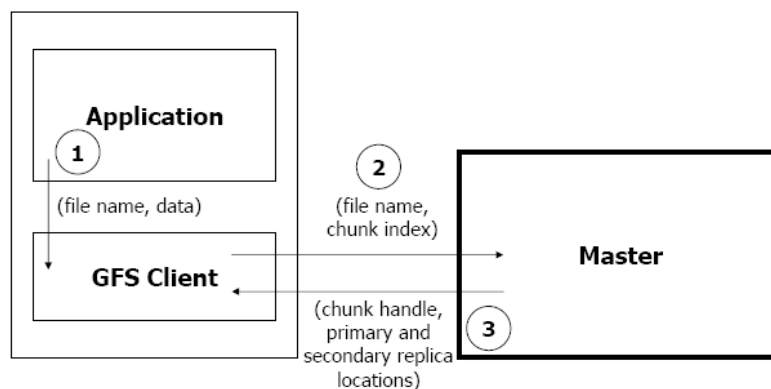 Application
1
(file name, data)
GFS Client
2
(file name,
chunk index)
Master
(chunk handle,
primary and
secondary replica
locations)
3